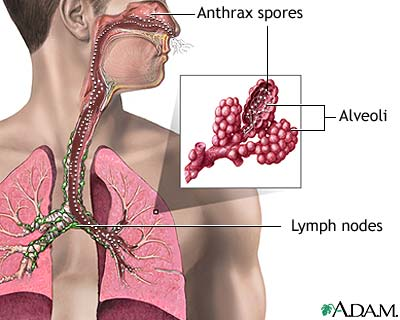 Anthrax spores
Alveoli
Lymph nodes
A.D.A.M.